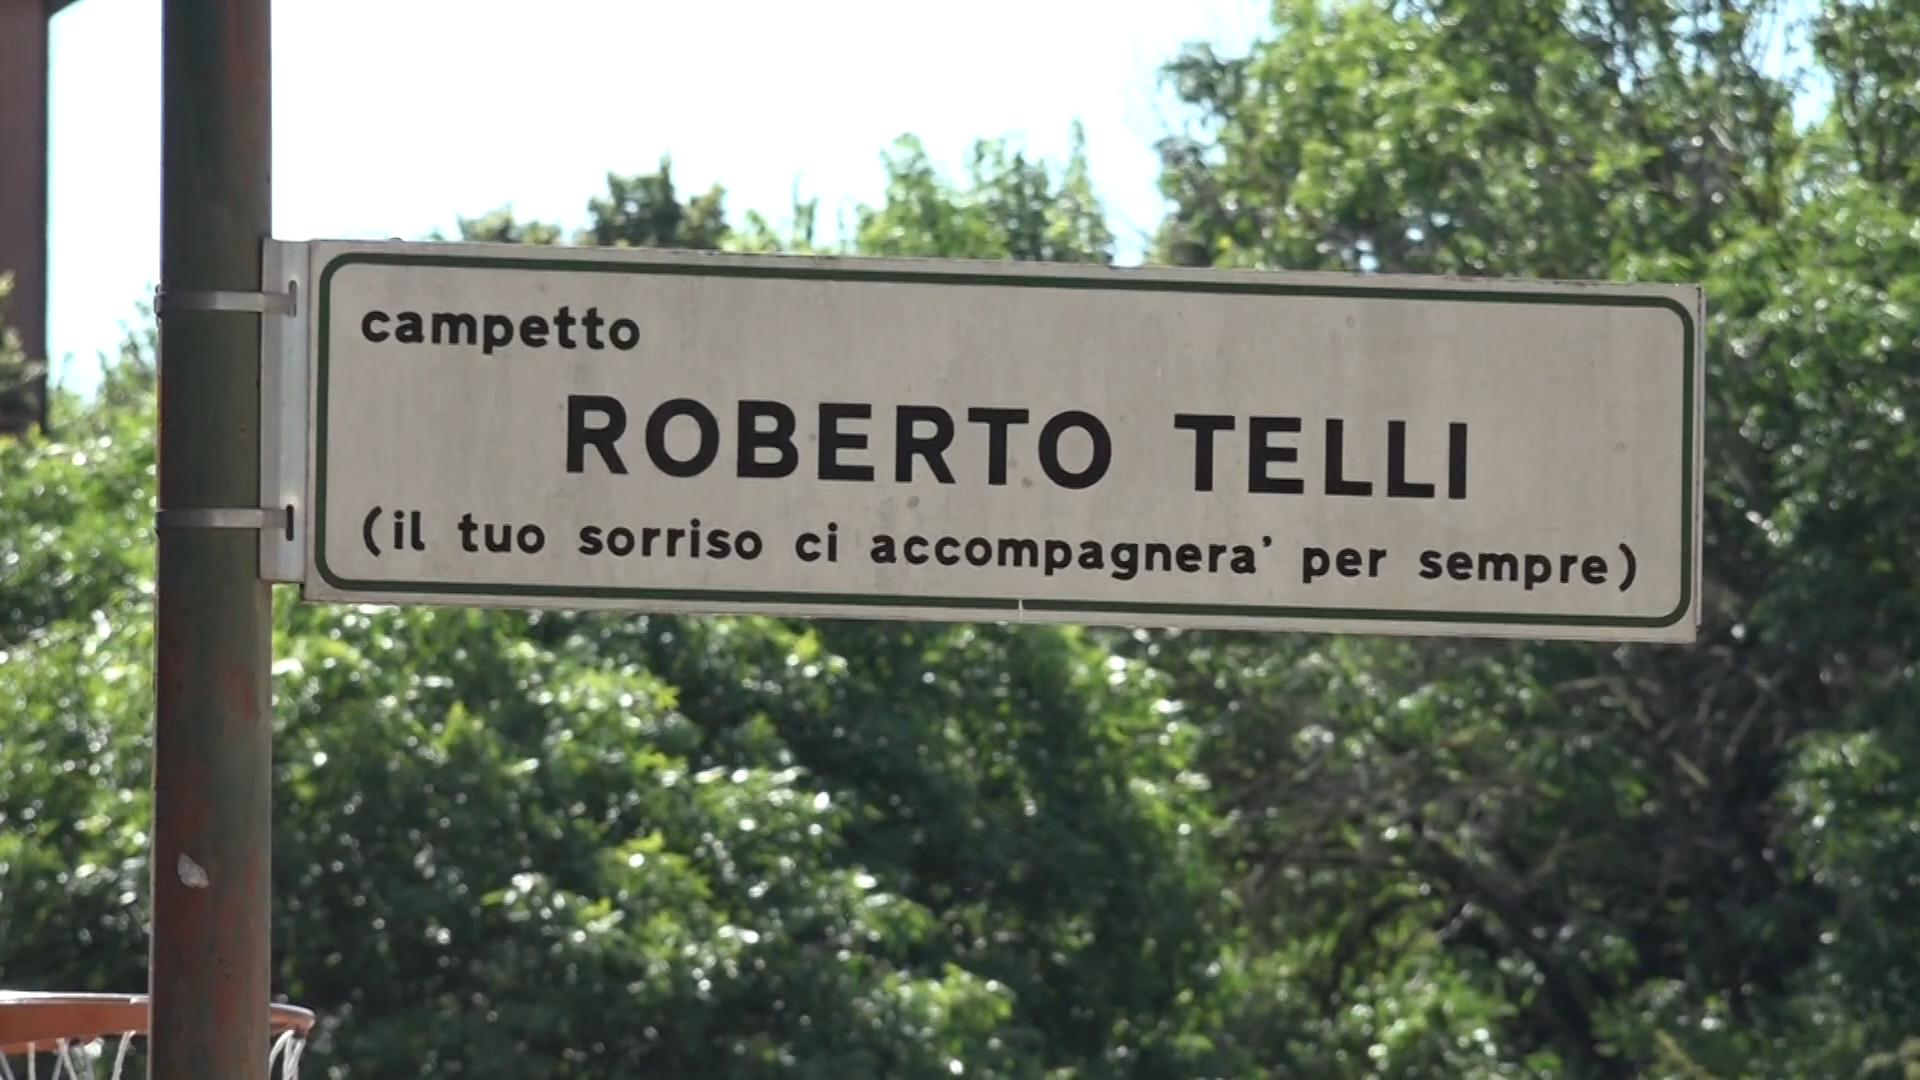 campetto
ROBERTO TELLI
(il tuo sorriso ci accompagnera' per sempre)